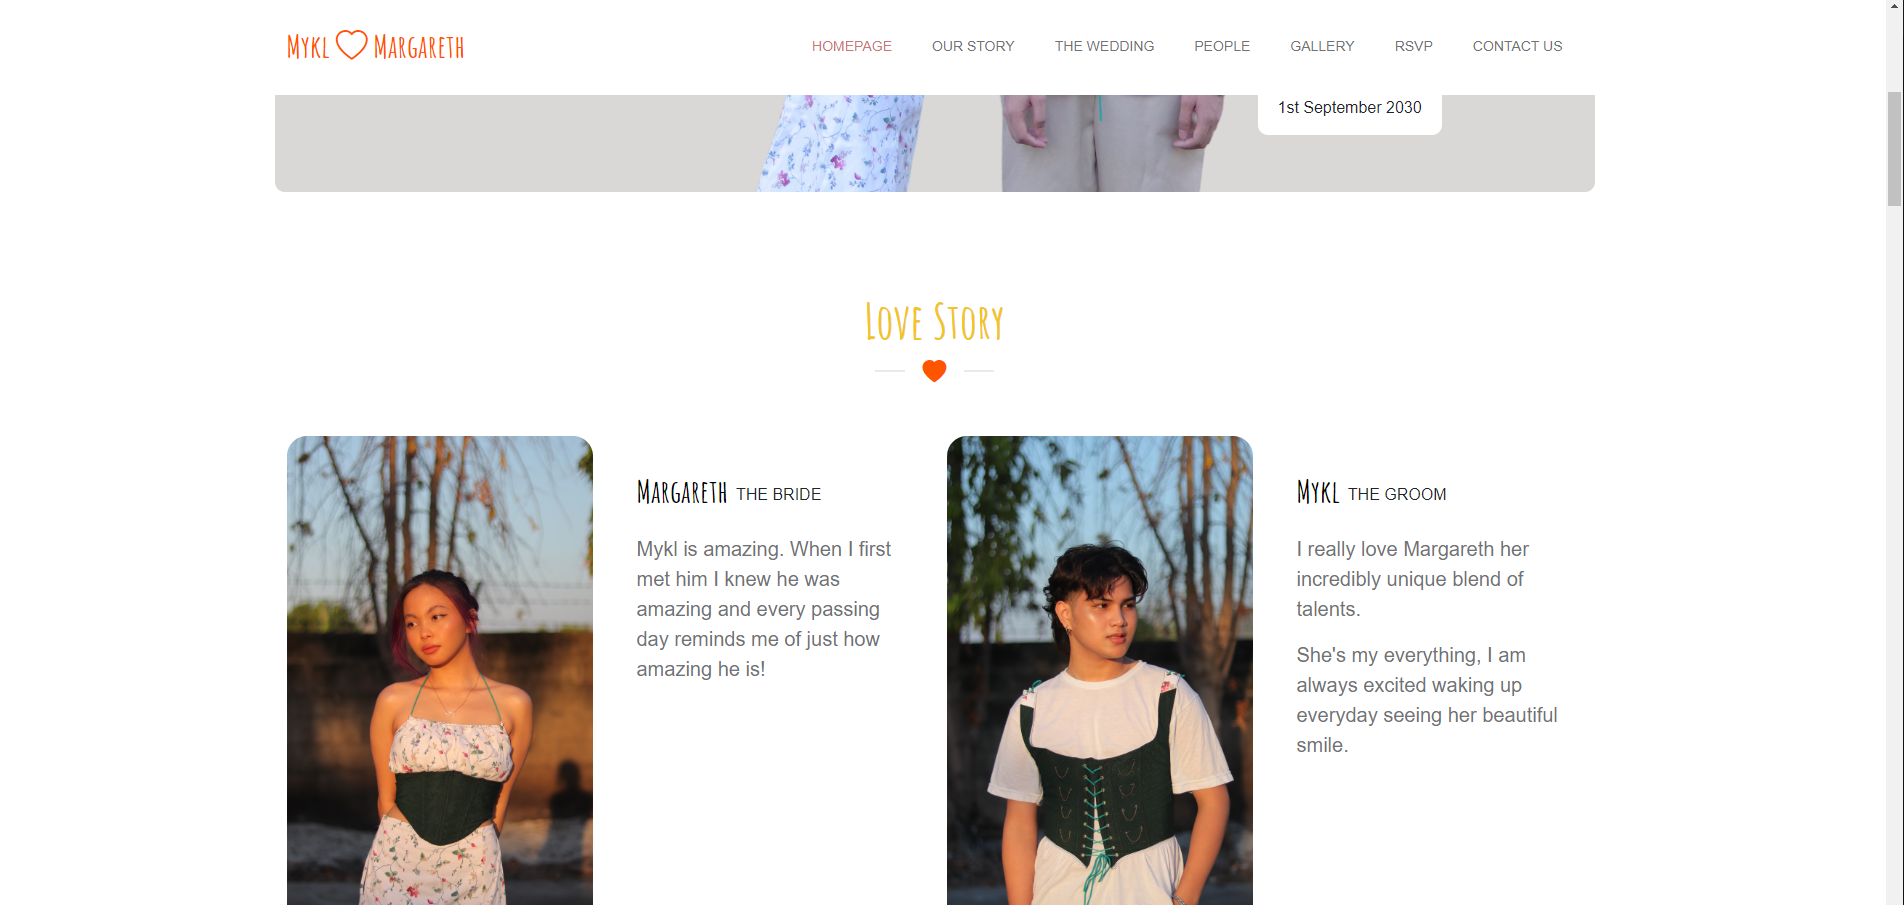 Mykl Margareth
HOMEPAGE OUR STORY THE WEDDING PEOPLE GALLERY RSVP CONTACT US
1st September 2030
Love Story
Margareth THE BRIDE
Mykl is amazing. When I first
met him I knew he was
amazing and every passing
day reminds me of just how
amazing he is!
Mykl THE GROOM
I really love Margareth her
incredibly unique blend of
talents.
She's my everything, I am
always excited waking up
everyday seeing her beautiful
smile.